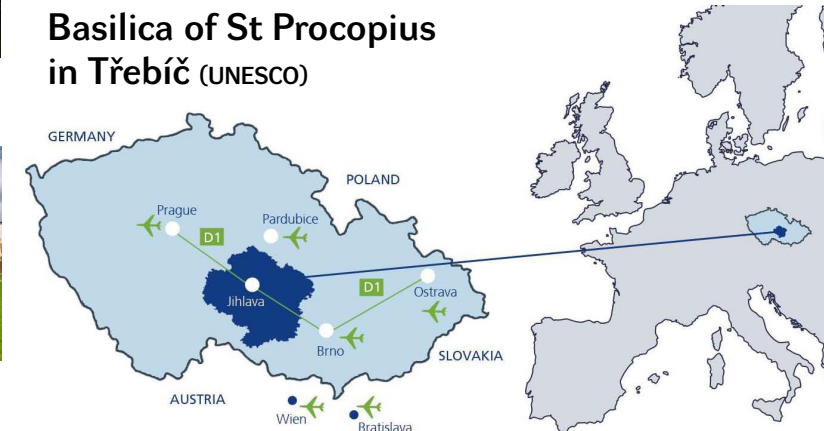 Basilica of St Procopius
in Třebíč (UNESCO)
GERMANY
POLAND
Prague
Pardubice
D1
Jihlava
D1
Ostrava
Brno
SLOVAKIA
AUSTRIA
Wien
Bratislava